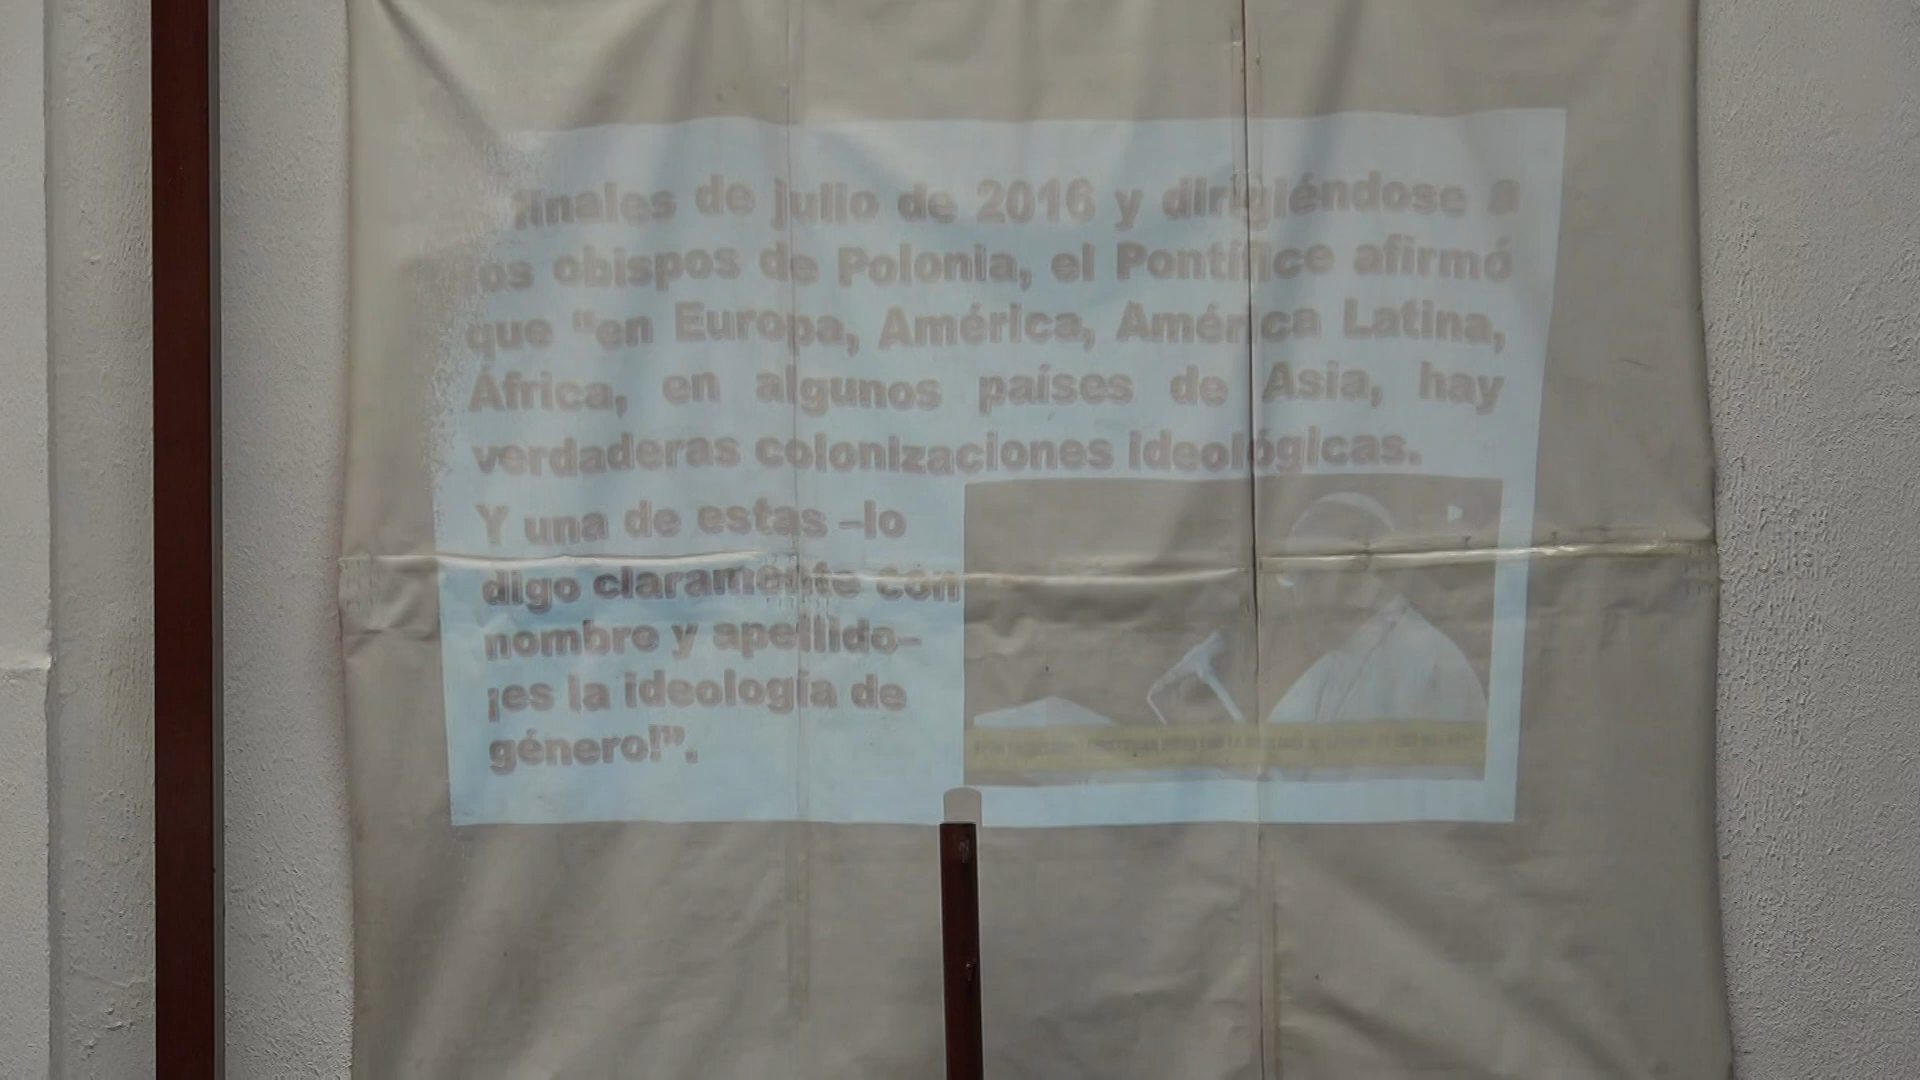 finales de julio de 2016 y dirigiéndose a
los obispos de Polonia, el Pontífice afirmó
que “en Europa, América, América Latina,
África, en algunos países de Asia, hay
verdaderas colonizaciones ideológicas.
Y una de estas –lo
digo claramente con
nombre y apellido–
¡es la ideología de
género!”.